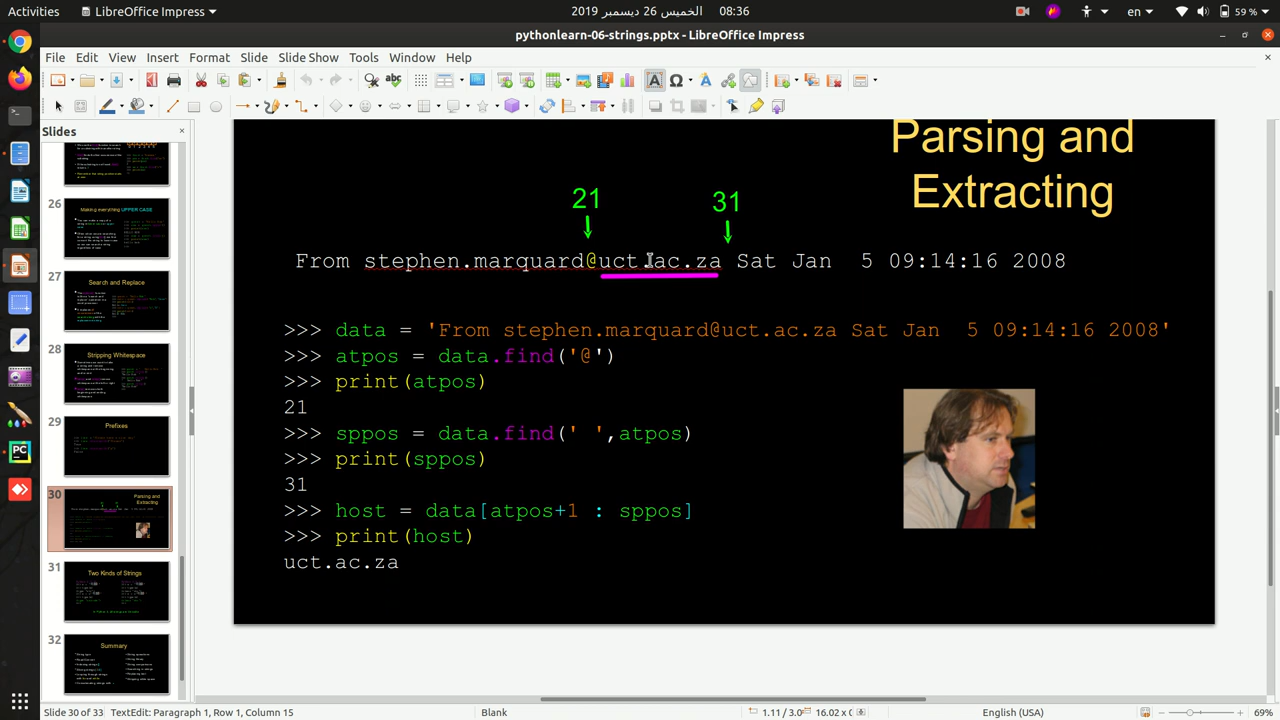 Activities
LibreOffice Impress
الخميس 26 ديسمبر 2019 08:36
en
59 %
pythonlearn-06-strings.pptx - LibreOffice Impress
File Edit View Insert Format Slide Slide Show Tools Window Help
Slides
26
Making everything UPPER CASE
27
Search and Replace
28
Stripping Whitespace
29
Prefixes
30
Parsing and
Extracting
31
Two Kinds of Strings
32
Summary
Parsing and
Extracting
21
31
From stephen.marquard@uct.ac.za Sat Jan  5 09:14:16 2008
>>> data = 'From stephen.marquard@uct.ac.za Sat Jan  5 09:14:16 2008'
>>> atpos = data.find('@')
>>> print(atpos)
21
>>> sppos = data.find(' ',atpos)
>>> print(sppos)
31
>>> host = data[atpos+1 : sppos]
>>> print(host)
uct.ac.za
Slide 30 of 33
TextEdit: Paragraph 1, Row 1, Column 15
Blank
1.11 / 3.0
16.02 x
English (USA)
69%